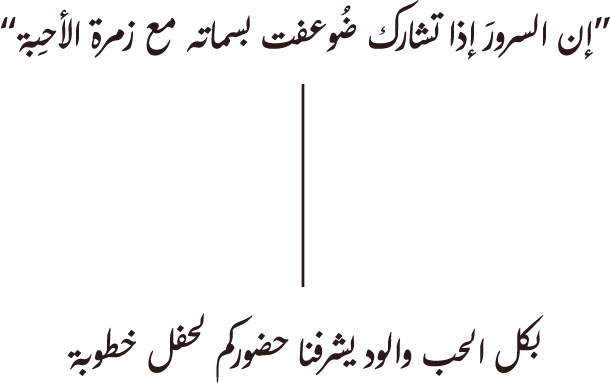 ”إن السرورَ إذا تشارك ضُوعفت بسماته مع زمرة الأحِبة“
بكل الحب والود يشرفنا حضوركم لحفل خطوبة